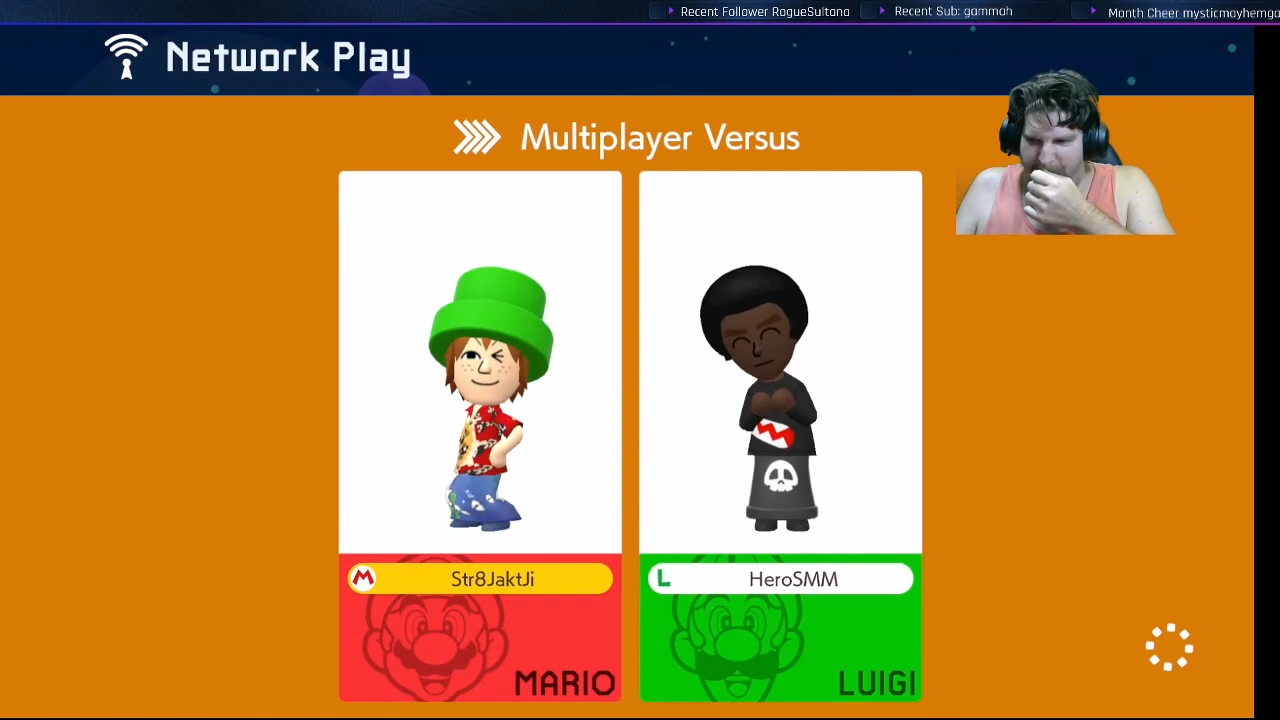 Recent Follower RogueSultana
Recent Sub: gammah
Month Cheer mysticmayhemga
Network Play
Multiplayer Versus
M Str8JaktJi
L HeroSMM
MARIO
LUIGI